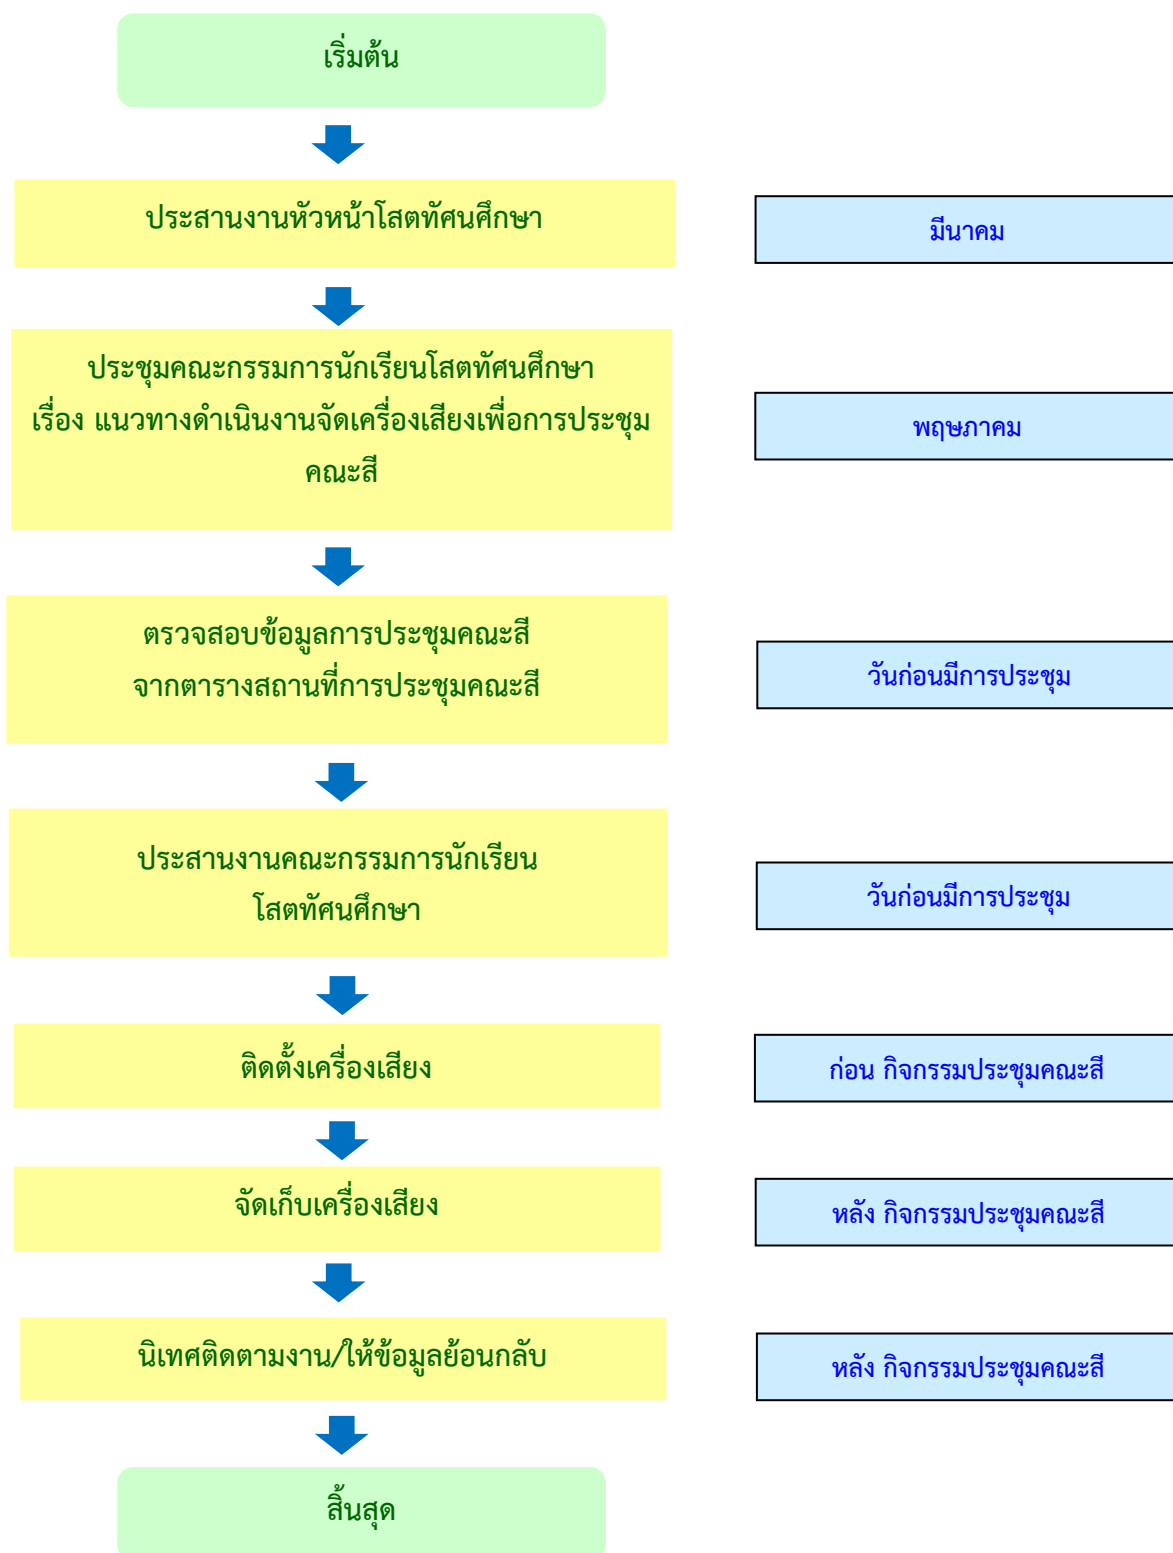 เริ่มต้น
ประสานงานหัวหน้าโสตทัศนศึกษา
มีนาคม
ประชุมคณะกรรมการนักเรียนโสตทัศนศึกษา
เรื่อง แนวทางดำเนินงานจัดเครื่องเสียงเพื่อการประชุม
คณะสี
พฤษภาคม
ตรวจสอบข้อมูลการประชุมคณะสี
จากตารางสถานที่การประชุมคณะสี
วันก่อนมีการประชุม
ประสานงานคณะกรรมการนักเรียน
โสตทัศนศึกษา
วันก่อนมีการประชุม
ติดตั้งเครื่องเสียง
ก่อน กิจกรรมประชุมคณะสี
จัดเก็บเครื่องเสียง
หลัง กิจกรรมประชุมคณะสี
นิเทศติดตามงาน/ให้ข้อมูลย้อนกลับ
หลัง กิจกรรมประชุมคณะสี
สิ้นสุด